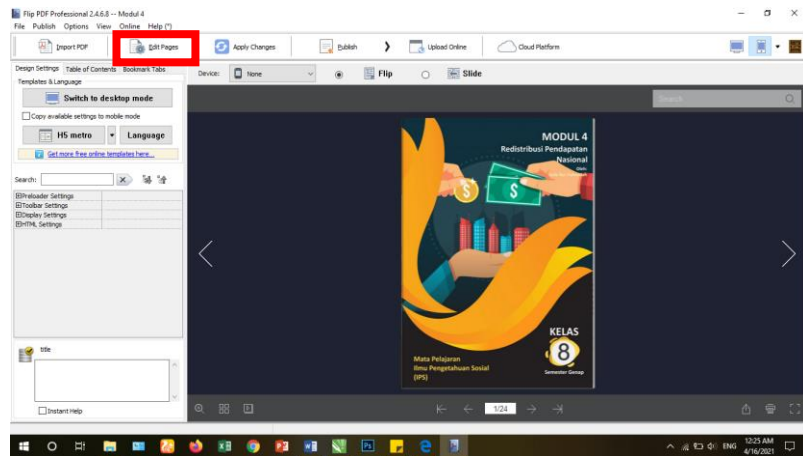 Flip PDF Professional 2.4.6.8 -- Modul 4
File Publish Options View Online Help (*)
Import PDF Edit Pages Apply Changes Publish Upload Online Cloud Platform
Design Settings Table of Contents Bookmark Tabs
Device: None Flip Slide
Templates & Language
Switch to desktop mode
Copy available settings to mobile mode
H5 metro Language
Get more free online templates here...
Search:
Preloader Settings
Toolbar Settings
Display Settings
HTML Settings
title
Instant Help
Search
MODUL 4
Redistribusi Pendapatan
Nasional
Oleh:
KELAS
8
Semester Genap
Mata Pelajaran
Ilmu Pengetahuan Sosial
(IPS)
1/24
ENG
12:25 AM
4/16/2021